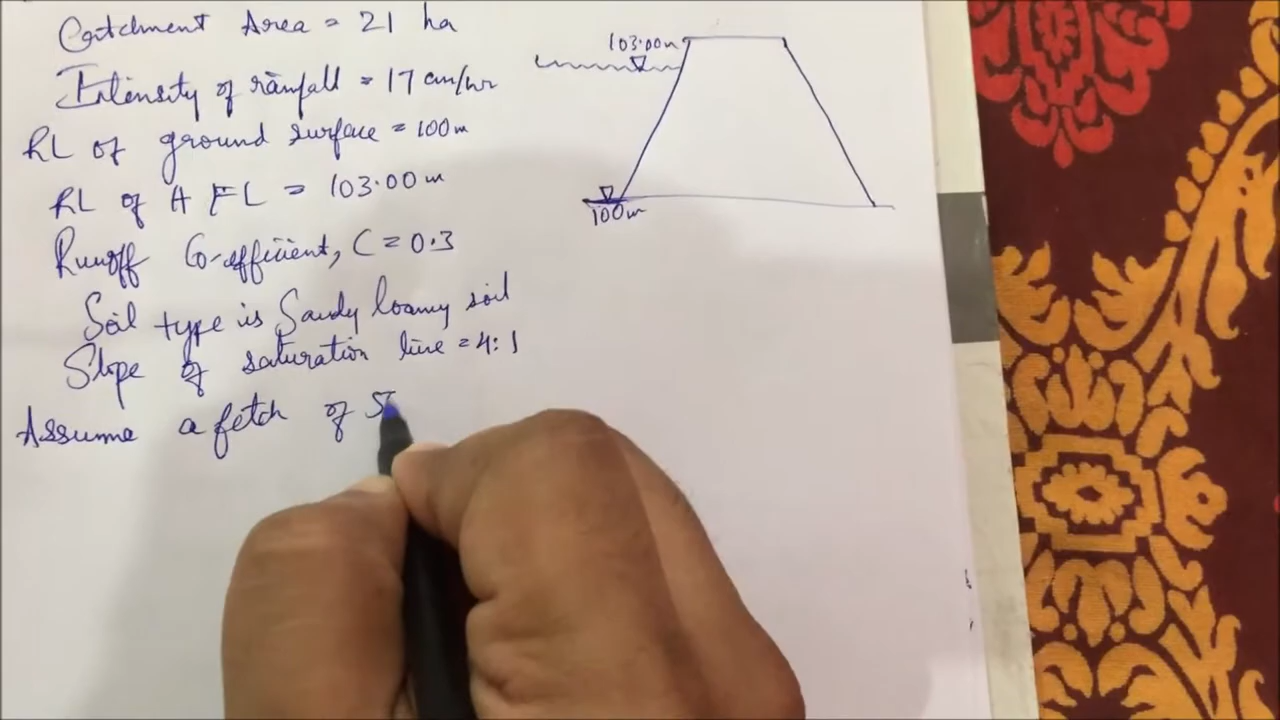 Catchment Area = 21 ha
Intensity of rainfall = 17 cm/hr
RL of ground surface = 100m
RL of HFL = 103.00m
Runoff Co-efficient, C = 0.3
Soil type is Sandy loamy soil
Slope of saturation line = 4:1
Assume a fetch of 5
103.00m
100m